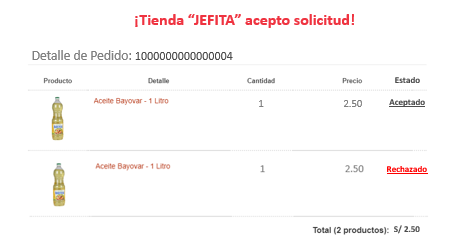 ¡Tienda “JEFITA” acepto solicitud!
Detalle de Pedido: 1000000000000004
Producto Detalle Cantidad Precio Estado
Aceite Bayovar - 1 Litro 1 2.50 Aceptado
Aceite Bayovar - 1 Litro 1 2.50 Rechazado
Total (2 productos): S/ 2.50